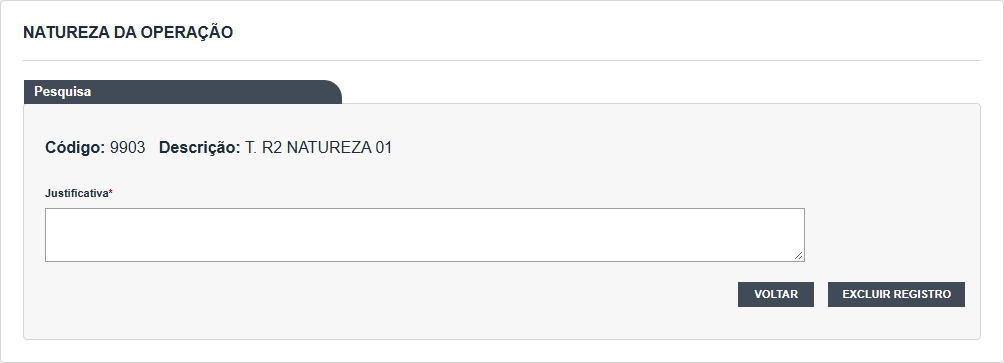 NATUREZA DA OPERAÇÃO
Pesquisa
Código: 9903 Descrição: T. R2 NATUREZA 01
Justificativa*
VOLTAR EXCLUIR REGISTRO